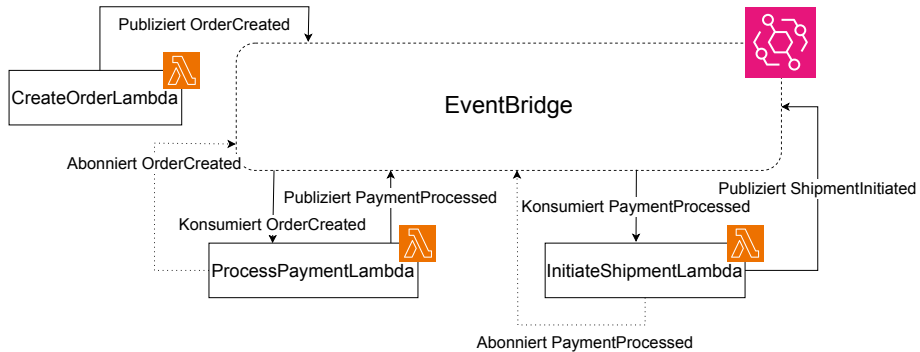 Publiziert OrderCreated
CreateOrderLambda
EventBridge
Abonniert OrderCreated
Publiziert PaymentProcessed
Publiziert ShipmentInitiated
Konsumiert OrderCreated
Konsumiert PaymentProcessed
ProcessPaymentLambda
InitiateShipmentLambda
Abonniert PaymentProcessed